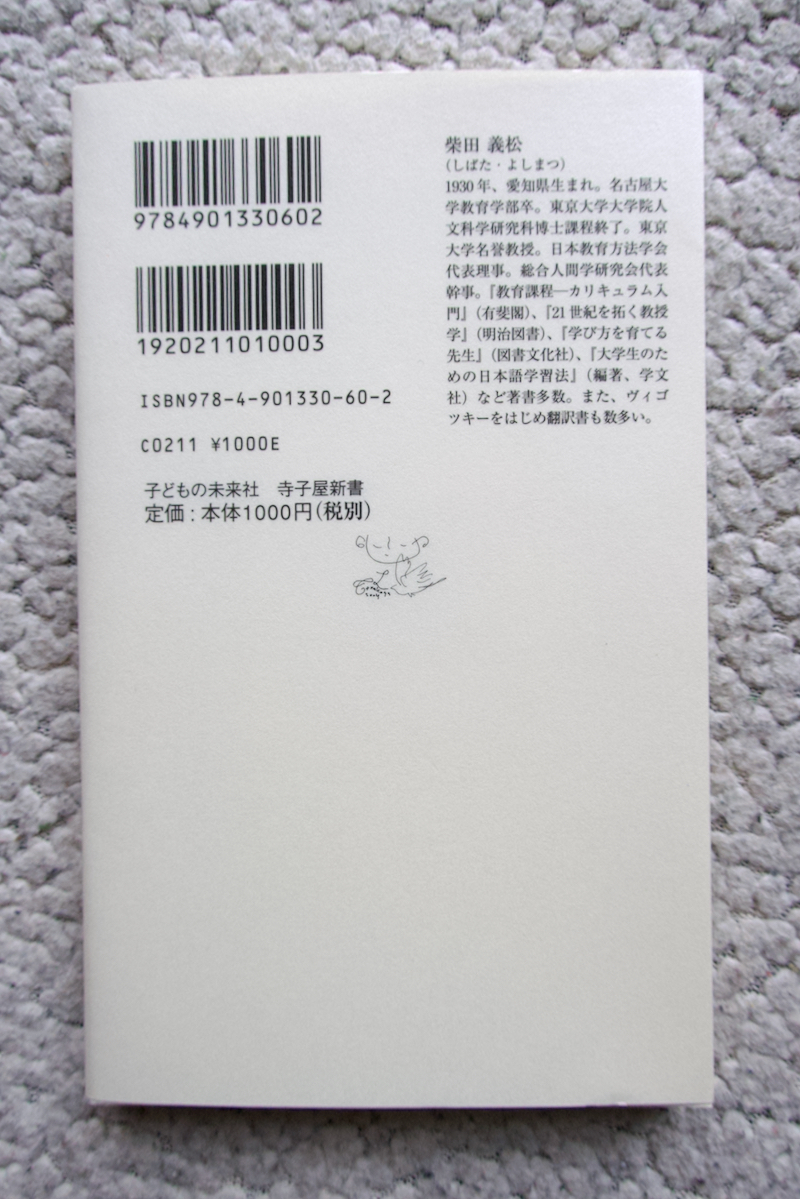 9784901330602
1920211010003
ISBN978-4-901330-60-2
C0211 ¥1000E
子どもの未来社 寺子屋新書
定価：本体1000円（税別）
柴田 義松
（しばた・よしまつ）
1930年、愛知県生まれ。名古屋大
学教育学部卒。東京大学大学院人
文科学研究科博士課程終了。東京
大学名誉教授。日本教育方法学会
代表理事。総合人間学研究会代表
幹事。『教育課程―カリキュラム入
門』（有斐閣）、『21世紀を拓く教授
学』（明治図書）、『学び方を育てる
先生』（図書文化社）、『大学生のた
めの日本語学習法』（編著、学文
社）など著書多数。また、ヴィゴ
ツキーをはじめ翻訳書も数多い。